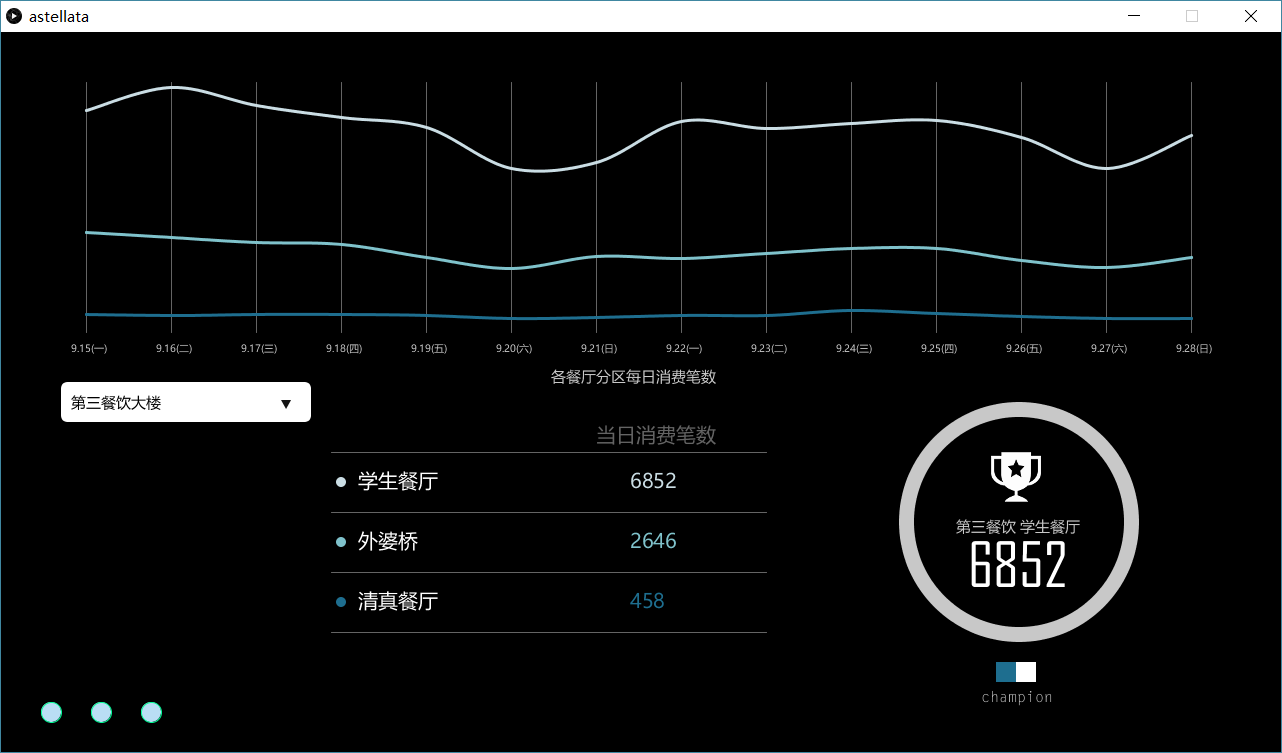 astellata
9.15(一) 9.16(二) 9.17(三) 9.18(四) 9.19(五) 9.20(六) 9.21(日) 9.22(一) 9.23(二) 9.24(三) 9.25(四) 9.26(五) 9.27(六) 9.28(日)
各餐厅分区每日消费笔数
第三餐饮大楼
当日消费笔数
学生餐厅 6852
外婆桥 2646
清真餐厅 458
第三餐饮 学生餐厅
6852
champion